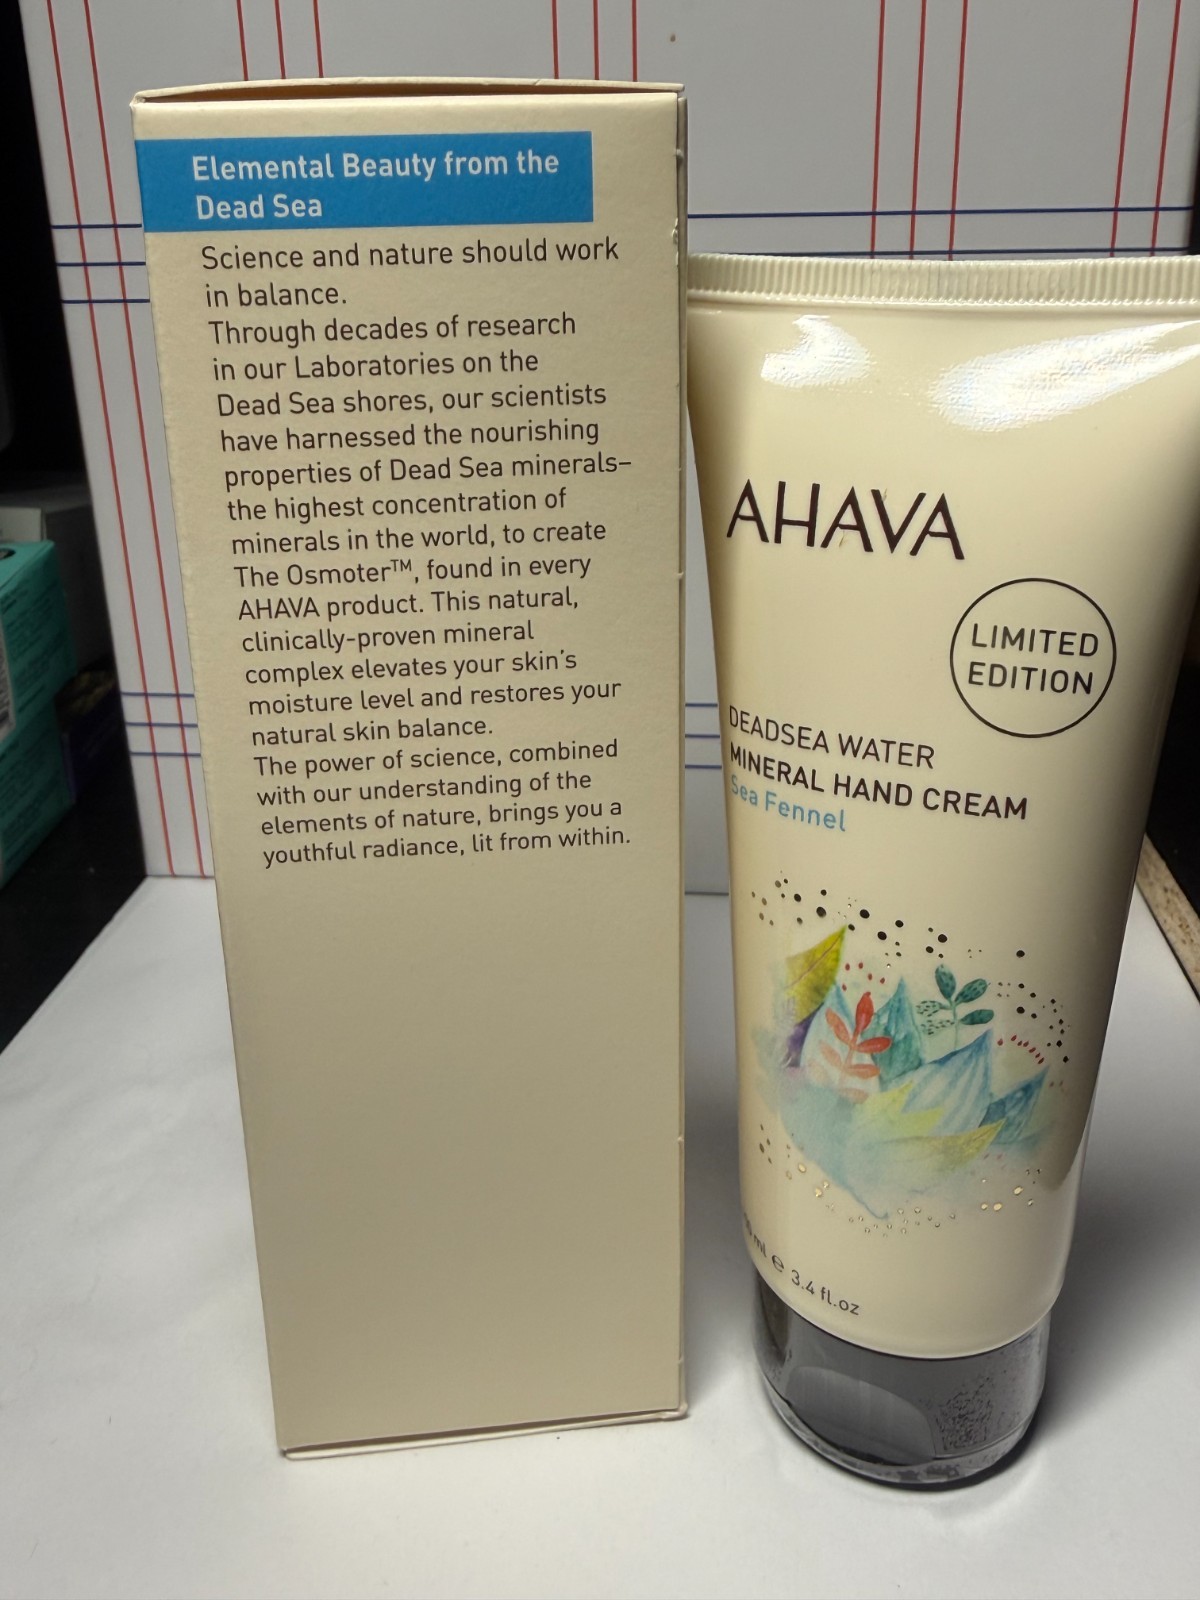 Elemental Beauty from the
Dead Sea
Science and nature should work
in balance.
Through decades of research
in our Laboratories on the
Dead Sea shores, our scientists
have harnessed the nourishing
properties of Dead Sea minerals–
the highest concentration of
minerals in the world, to create
The Osmoter™, found in every
AHAVA product. This natural,
clinically-proven mineral
complex elevates your skin's
moisture level and restores your
natural skin balance.
The power of science, combined
with our understanding of the
elements of nature, brings you a
youthful radiance, lit from within.
AHAVA
LIMITED
EDITION
DEADSEA WATER
MINERAL HAND CREAM
Sea Fennel
ml e 3.4 fl.oz